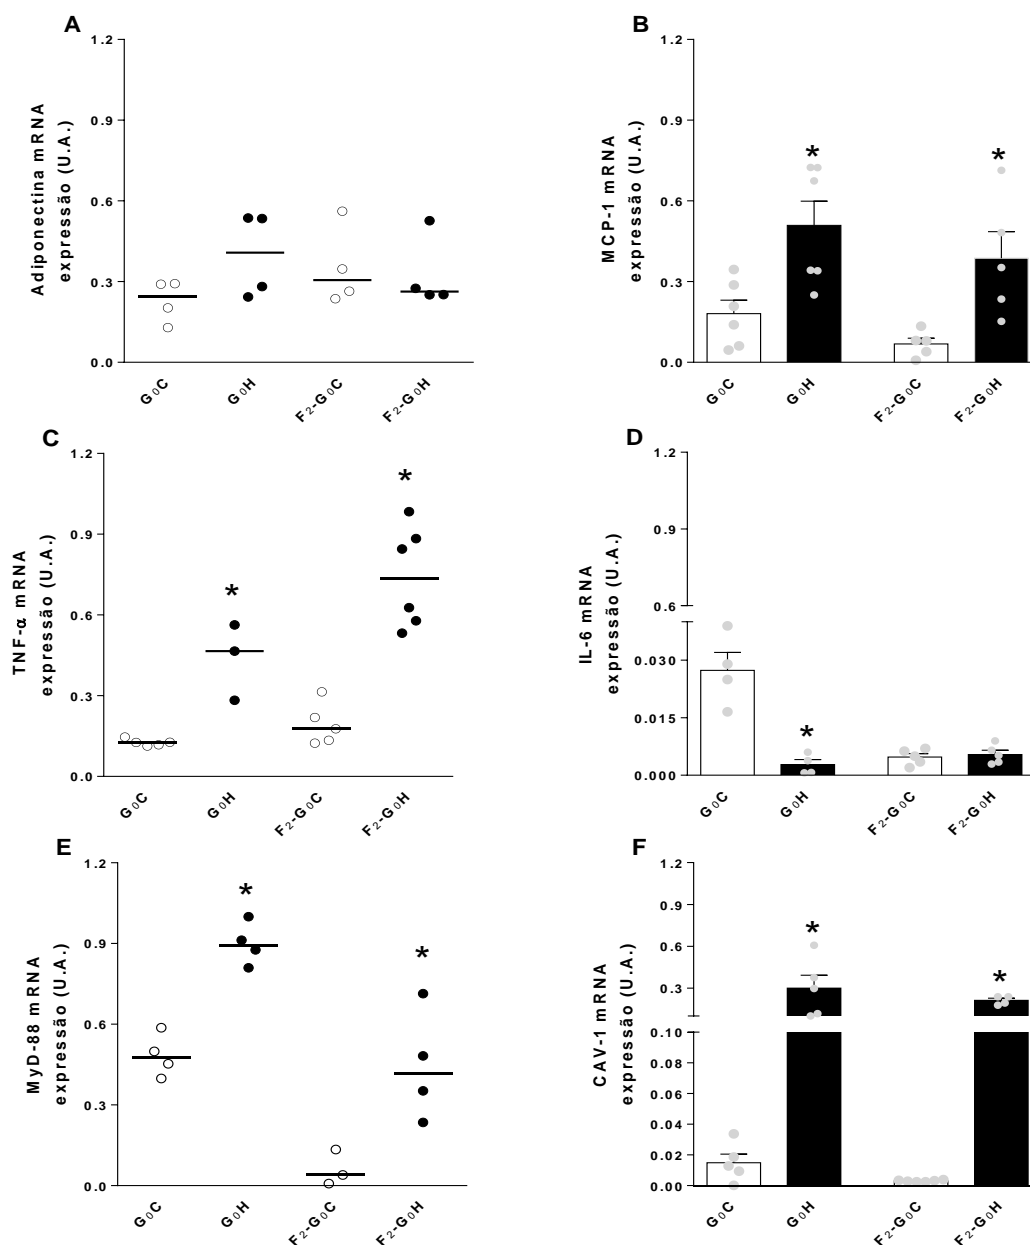 A
Adiponectina mRNA
expressão (U.A.)
1.2
0.9
0.6
0.3
0.0
G₀C
G₀H
F₂-G₀C
F₂-G₀H
B
MCP-1 mRNA
expressão (U.A.)
1.2
0.9
0.6
0.3
0.0
*
*
G₀C
G₀H
F₂-G₀C
F₂-G₀H
C
TNF-α mRNA
expressão (U.A.)
1.2
0.9
0.6
0.3
0.0
*
*
G₀C
G₀H
F₂-G₀C
F₂-G₀H
D
IL-6 mRNA
expressão (U.A.)
1.2
0.9
0.6
0.030
0.015
0.000
*
G₀C
G₀H
F₂-G₀C
F₂-G₀H
E
MyD-88 mRNA
expressão (U.A.)
1.2
0.9
0.6
0.3
0.0
*
*
G₀C
G₀H
F₂-G₀C
F₂-G₀H
F
CAV-1 mRNA
expressão (U.A.)
1.2
0.9
0.6
0.3
0.10
0.08
0.06
0.04
0.02
0.00
*
*
G₀C
G₀H
F₂-G₀C
F₂-G₀H